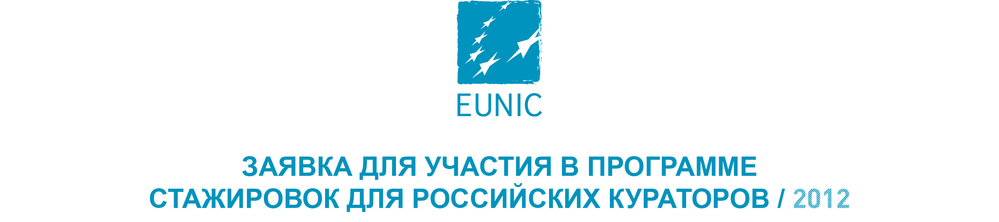 EUNIC
ЗАЯВКА ДЛЯ УЧАСТИЯ В ПРОГРАММЕ
СТАЖИРОВОК ДЛЯ РОССИЙСКИХ КУРАТОРОВ / 2012